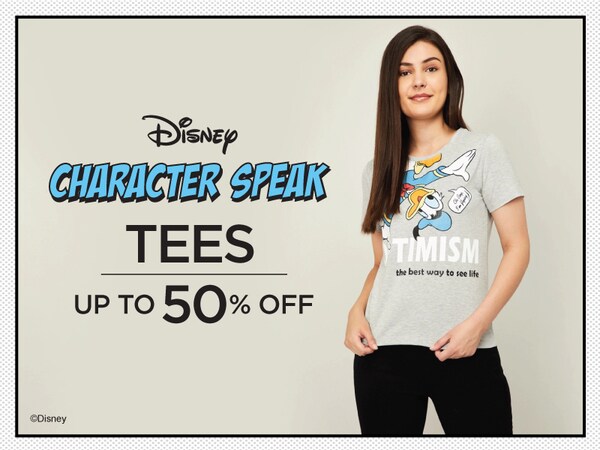 Disney
CHARACTER SPEAK
TEES
UP TO 50% OFF
TIMISM
the best way to see life
©Disney